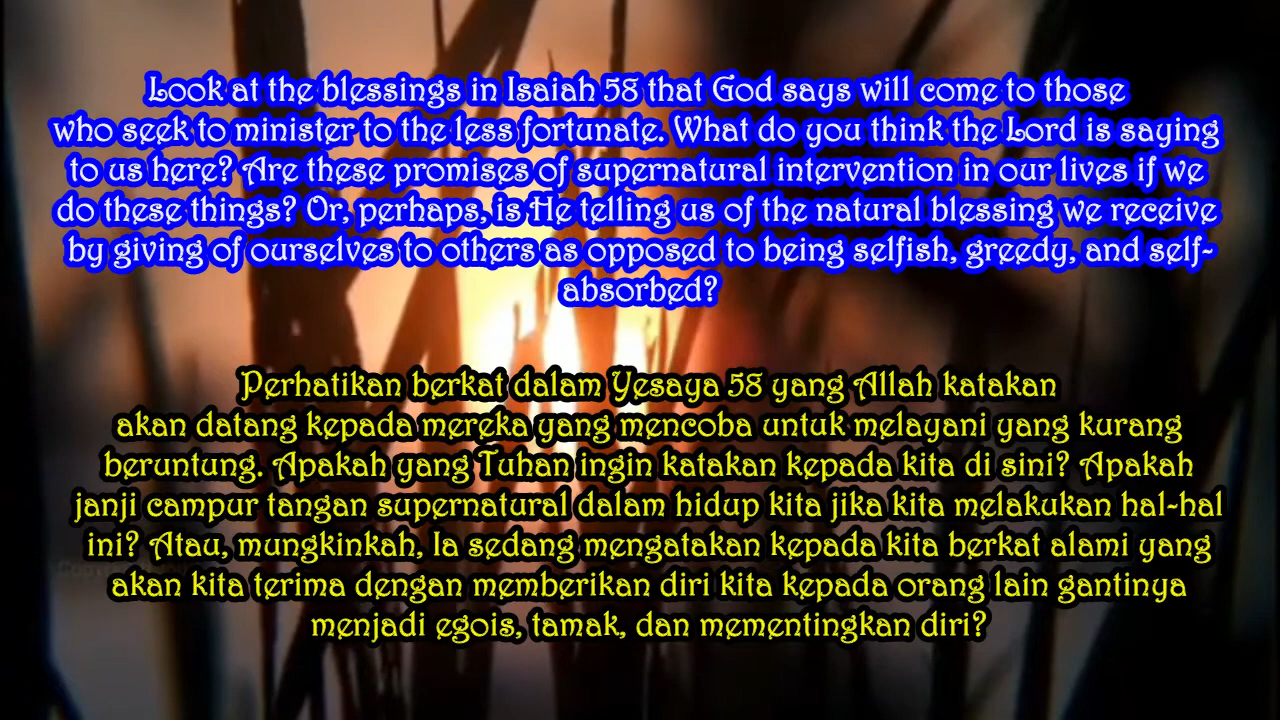 Look at the blessings in Isaiah 58 that God says will come to those
who seek to minister to the less fortunate. What do you think the Lord is saying
to us here? Are these promises of supernatural intervention in our lives if we
do these things? Or, perhaps, is He telling us of the natural blessing we receive
by giving of ourselves to others as opposed to being selfish, greedy, and self-
absorbed?
Perhatikan berkat dalam Yesaya 58 yang Allah katakan
akan datang kepada mereka yang mencoba untuk melayani yang kurang
beruntung. Apakah yang Tuhan ingin katakan kepada kita di sini? Apakah
janji campur tangan supernatural dalam hidup kita jika kita melakukan hal-hal
ini? Atau, mungkinkah, Ia sedang mengatakan kepada kita berkat alami yang
akan kita terima dengan memberikan diri kita kepada orang lain gantinya
menjadi egois, tamak, dan mementingkan diri?